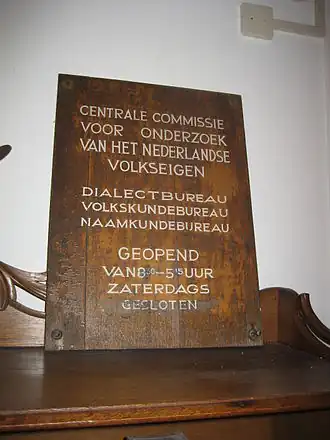 CENTRALE COMMISSIE
VOOR ONDERZOEK
VAN HET NEDERLANDSE
VOLKSEIGEN
DIALECTBUREAU
VOLKSKUNDEBUREAU
NAAMKUNDEBUREAU
GEOPEND
VAN 8³⁰–5¹⁵ UUR
ZATERDAGS
GESLOTEN